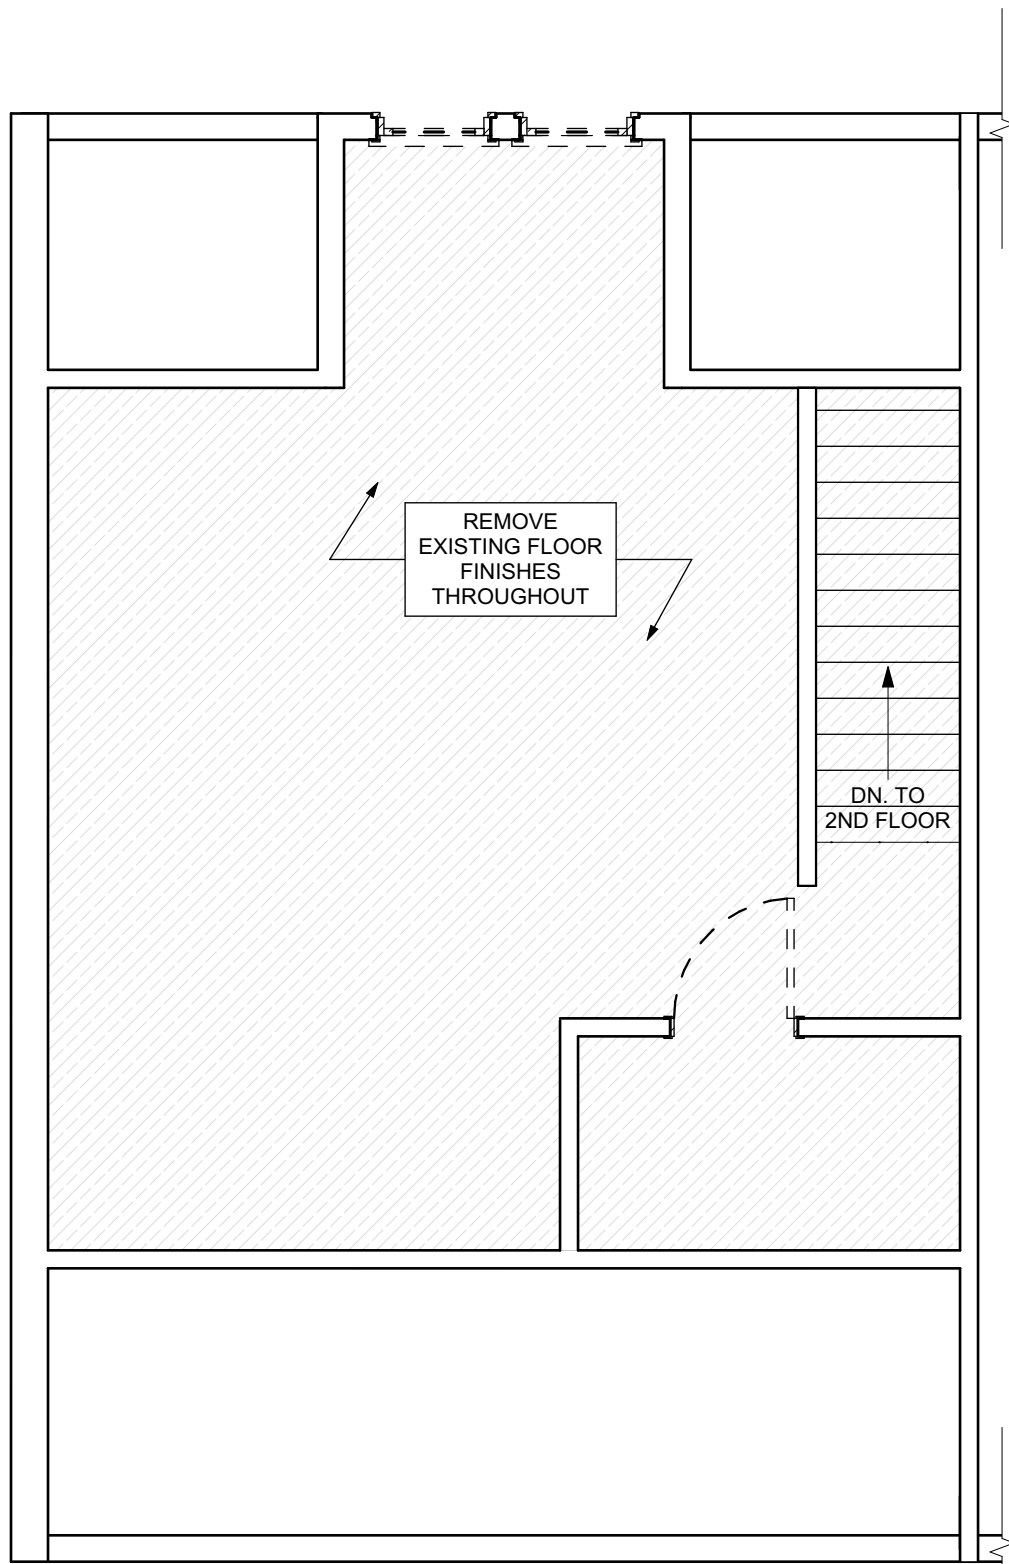 REMOVE
EXISTING FLOOR
FINISHES
THROUGHOUT
DN. TO
2ND FLOOR